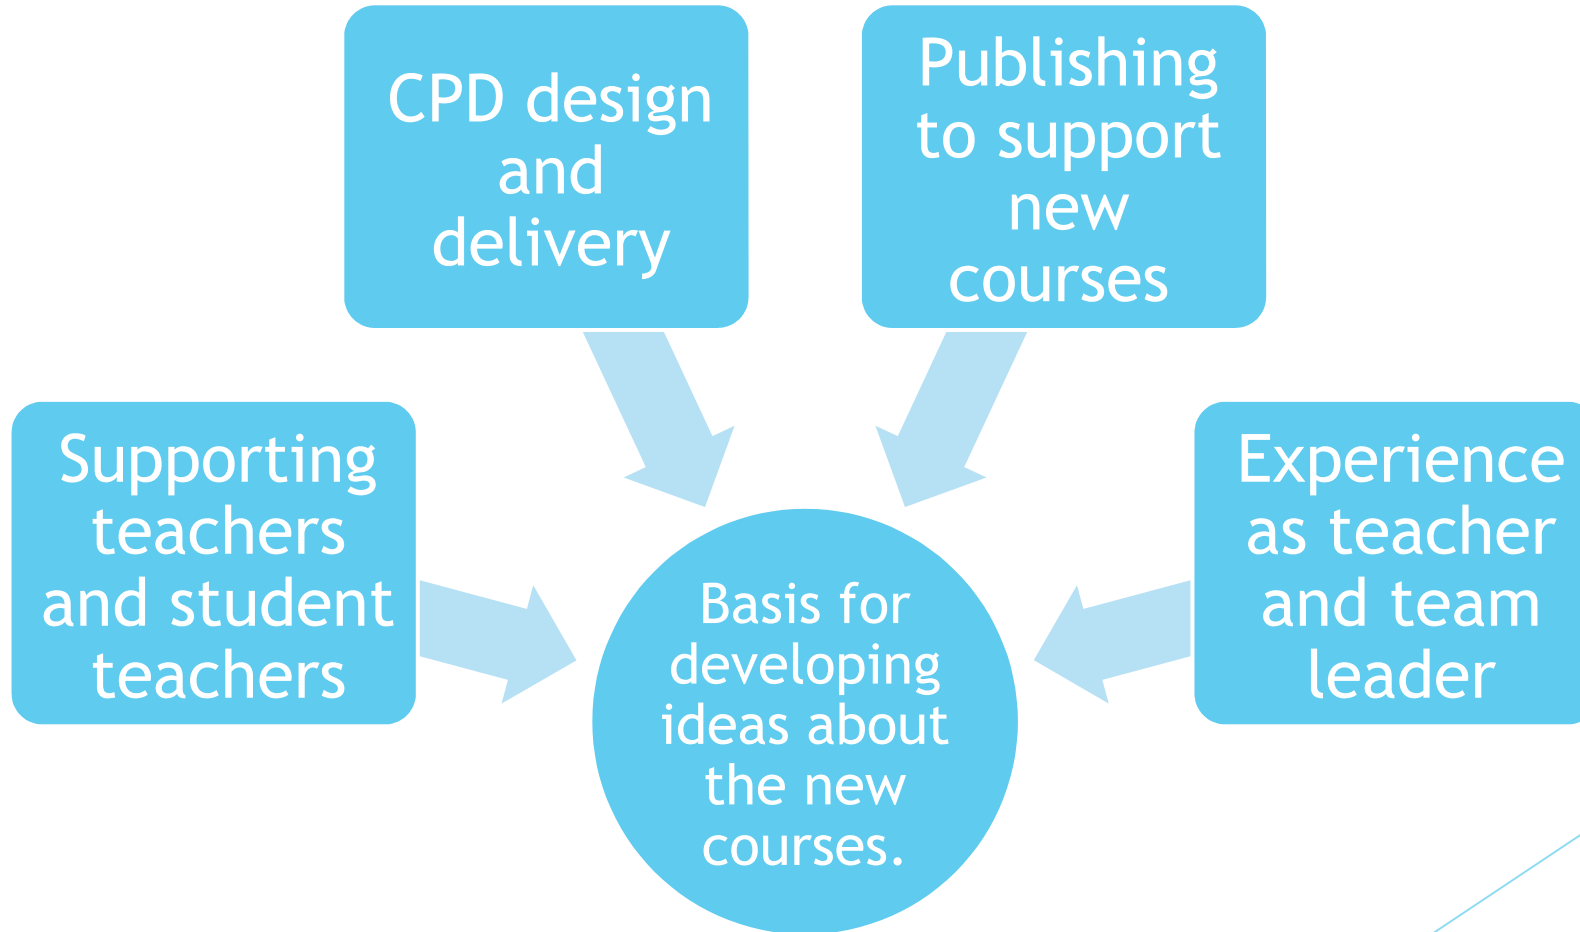 CPD design
and
delivery
Publishing
to support
new
courses
Supporting
teachers
and student
teachers
Experience
as teacher
and team
leader
Basis for
developing
ideas about
the new
courses.